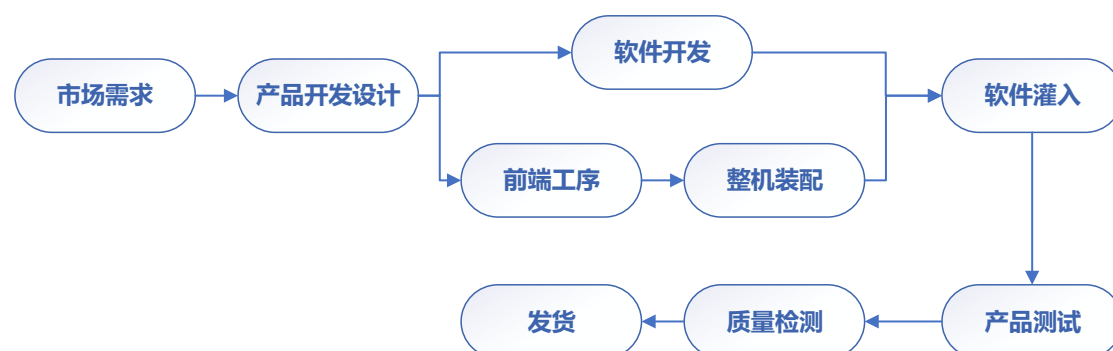 市场需求
产品开发设计
软件开发
前端工序
整机装配
软件灌入
产品测试
质量检测
发货